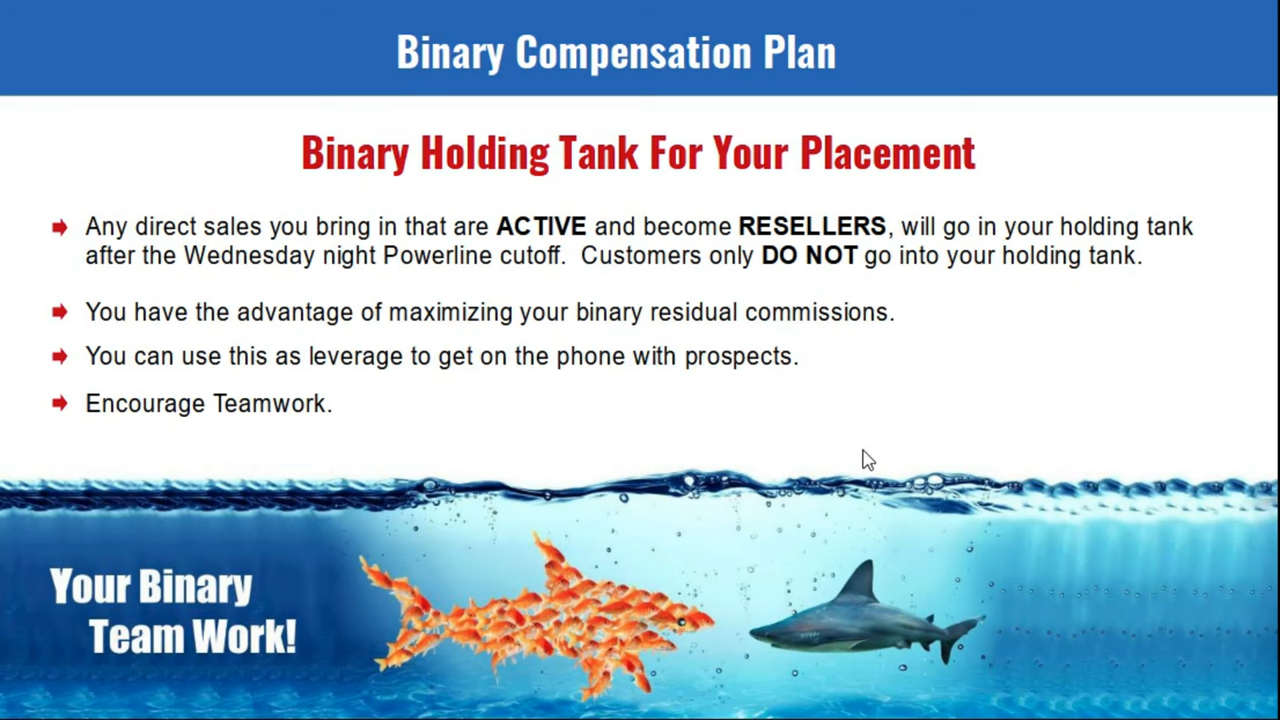 Binary Compensation Plan
Binary Holding Tank For Your Placement
Any direct sales you bring in that are ACTIVE and become RESELLERS, will go in your holding tank
after the Wednesday night Powerline cutoff.  Customers only DO NOT go into your holding tank.
You have the advantage of maximizing your binary residual commissions.
You can use this as leverage to get on the phone with prospects.
Encourage Teamwork.
Your Binary
Team Work!